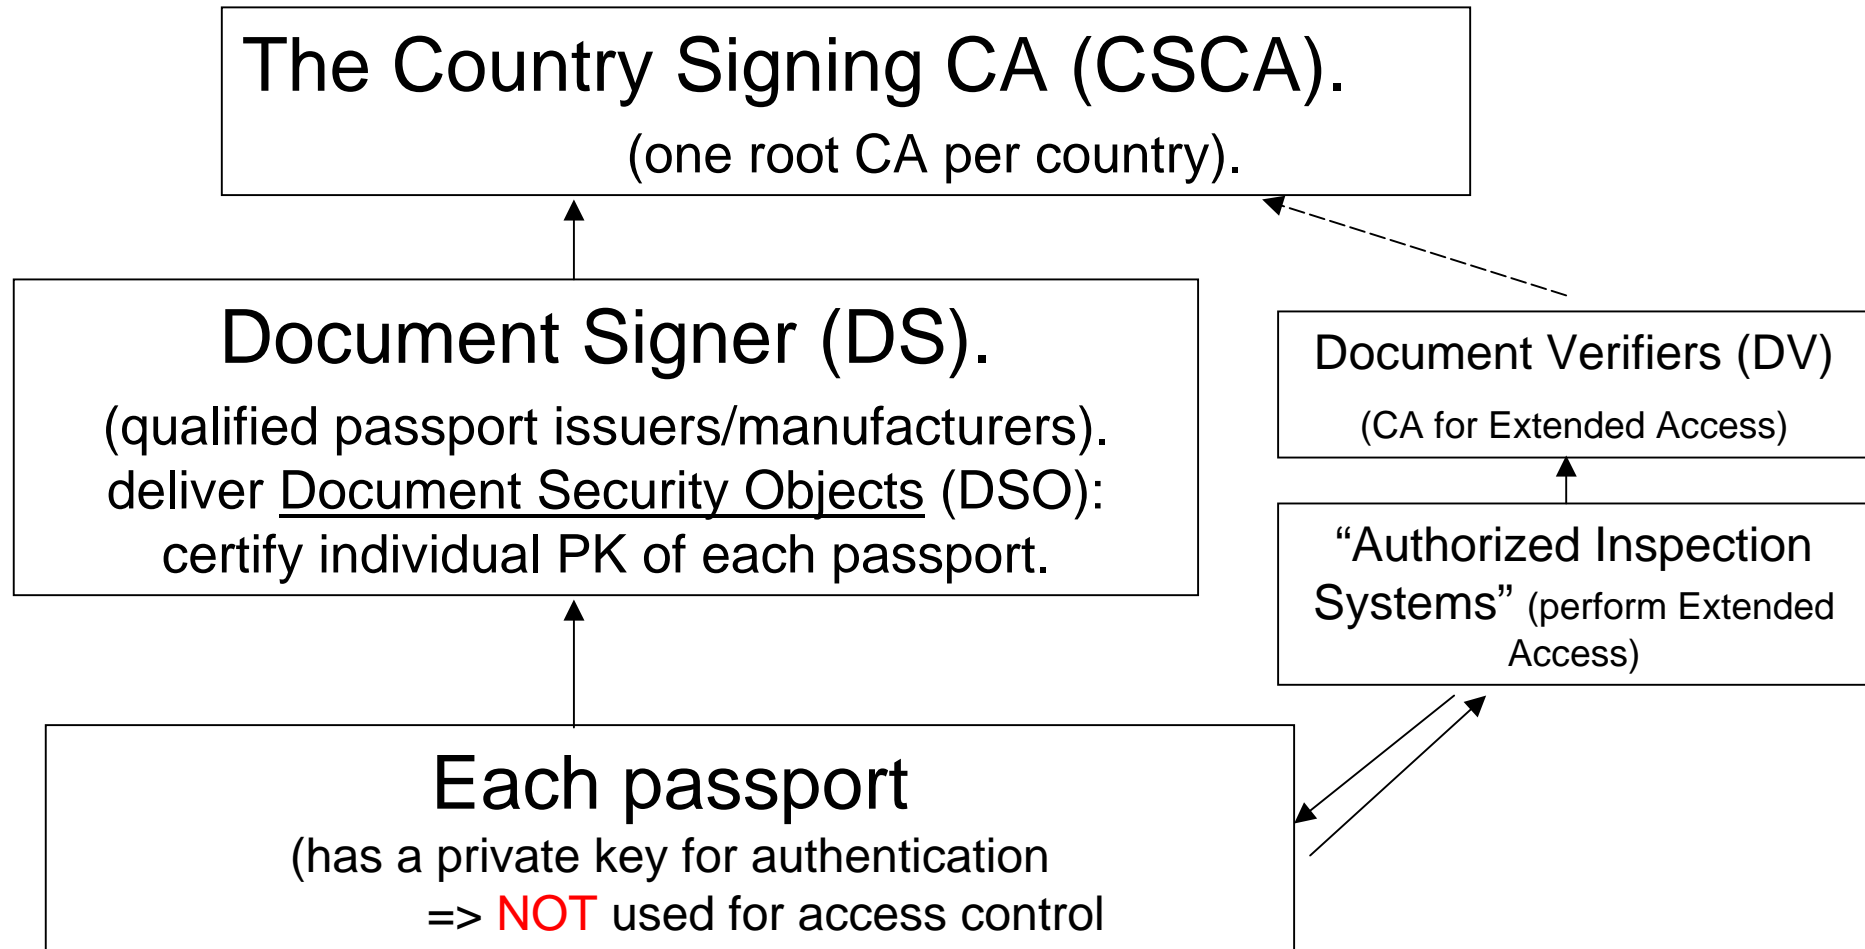 The Country Signing CA (CSCA).
(one root CA per country).
Document Signer (DS).
(qualified passport issuers/manufacturers).
deliver Document Security Objects (DSO):
certify individual PK of each passport.
Document Verifiers (DV)
(CA for Extended Access)
“Authorized Inspection
Systems” (perform Extended
Access)
Each passport
(has a private key for authentication
=> NOT used for access control